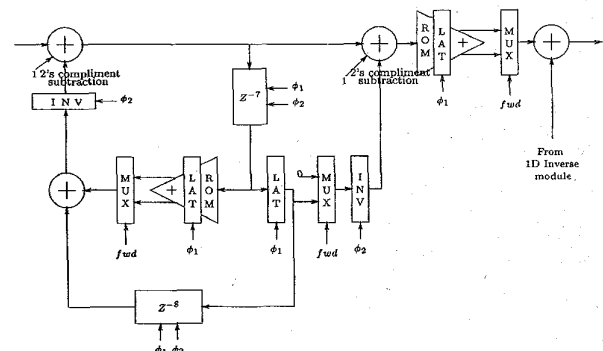 1 2's compliment
subtraction
I N V
ϕ₂
Z⁻⁷
ϕ₁
ϕ₂
1 2's compliment
subtraction
R O M
L A T
+
M U X
ϕ₁
fwd
From
1D Inverse
module
M U X
+
L A T
R O M
L A T
0
M U X
I N V
fwd
ϕ₁
ϕ₁
fwd
ϕ₂
Z⁻⁸
ϕ₁ ϕ₂